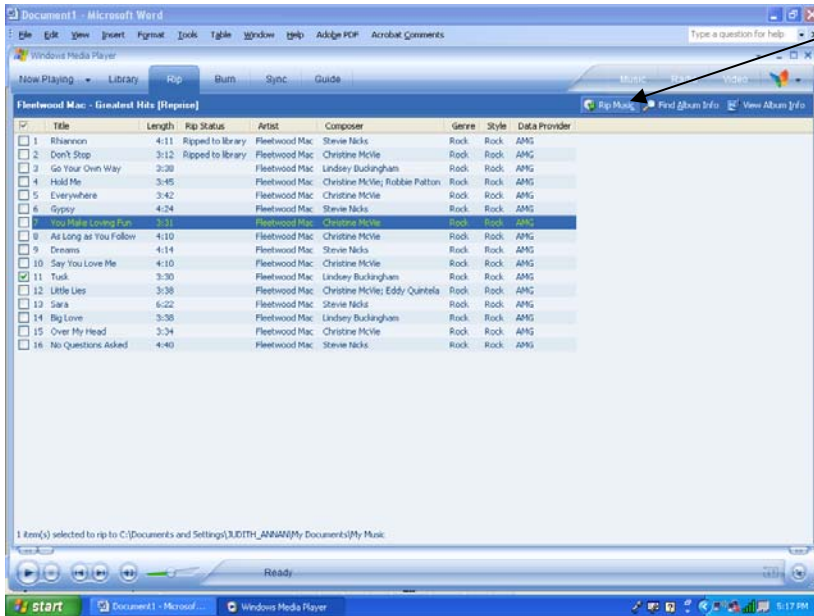 Document1 - Microsoft Word
File Edit View Insert Format Tools Table Window Help Adobe PDF Acrobat Comments Type a question for help
Windows Media Player
Now Playing Library Rip Burn Sync Guide Music Radio Video
Fleetwood Mac - Greatest Hits [Reprise] Rip Music Find Album Info View Album Info
Title Length Rip Status Artist Composer Genre Style Data Provider
1 Rhiannon 4:11 Ripped to library Fleetwood Mac Stevie Nicks Rock Rock AMG
2 Don't Stop 3:12 Ripped to library Fleetwood Mac Christine McVie Rock Rock AMG
3 Go Your Own Way 3:38 Fleetwood Mac Lindsey Buckingham Rock Rock AMG
4 Hold Me 3:45 Fleetwood Mac Christine McVie; Robbie Patton Rock Rock AMG
5 Everywhere 3:42 Fleetwood Mac Christine McVie Rock Rock AMG
6 Gypsy 4:24 Fleetwood Mac Stevie Nicks Rock Rock AMG
7 You Make Loving Fun 3:31 Fleetwood Mac Christine McVie Rock Rock AMG
8 As Long as You Follow 4:10 Fleetwood Mac Christine McVie Rock Rock AMG
9 Dreams 4:14 Fleetwood Mac Stevie Nicks Rock Rock AMG
10 Say You Love Me 4:10 Fleetwood Mac Christine McVie Rock Rock AMG
11 Tusk 3:30 Fleetwood Mac Lindsey Buckingham Rock Rock AMG
12 Little Lies 3:38 Fleetwood Mac Christine McVie; Eddy Quintela Rock Rock AMG
13 Sara 6:22 Fleetwood Mac Stevie Nicks Rock Rock AMG
14 Big Love 3:38 Fleetwood Mac Lindsey Buckingham Rock Rock AMG
15 Over My Head 3:34 Fleetwood Mac Christine McVie Rock Rock AMG
16 No Questions Asked 4:40 Fleetwood Mac Stevie Nicks Rock Rock AMG
1 item(s) selected to rip to C:\Documents and Settings\JUDITH_ANNAN\My Documents\My Music
Ready
start Document1 - Microsof... Windows Media Player 5:17 PM